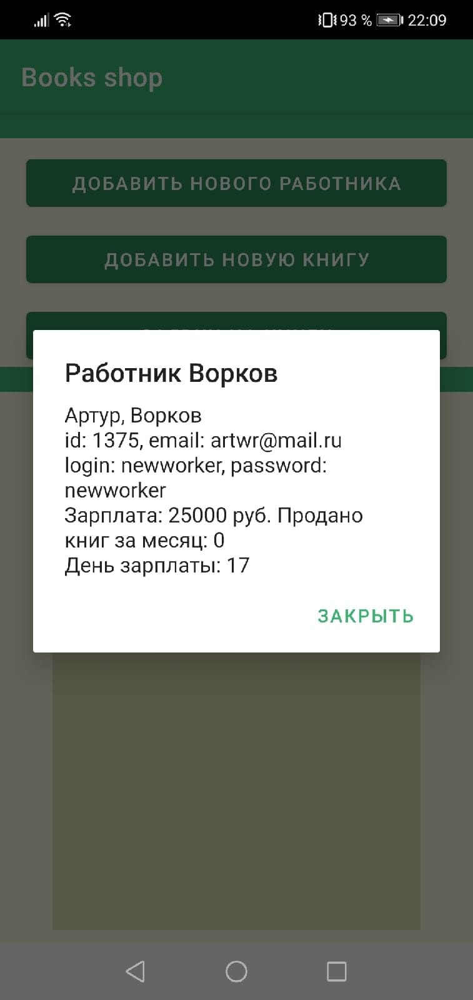 93 % 22:09
Books shop
ДОБАВИТЬ НОВОГО РАБОТНИКА
ДОБАВИТЬ НОВУЮ КНИГУ
Работник Ворков
Артур, Ворков
id: 1375, email: artwr@mail.ru
login: newworker, password:
newworker
Зарплата: 25000 руб. Продано
книг за месяц: 0
День зарплаты: 17
ЗАКРЫТЬ